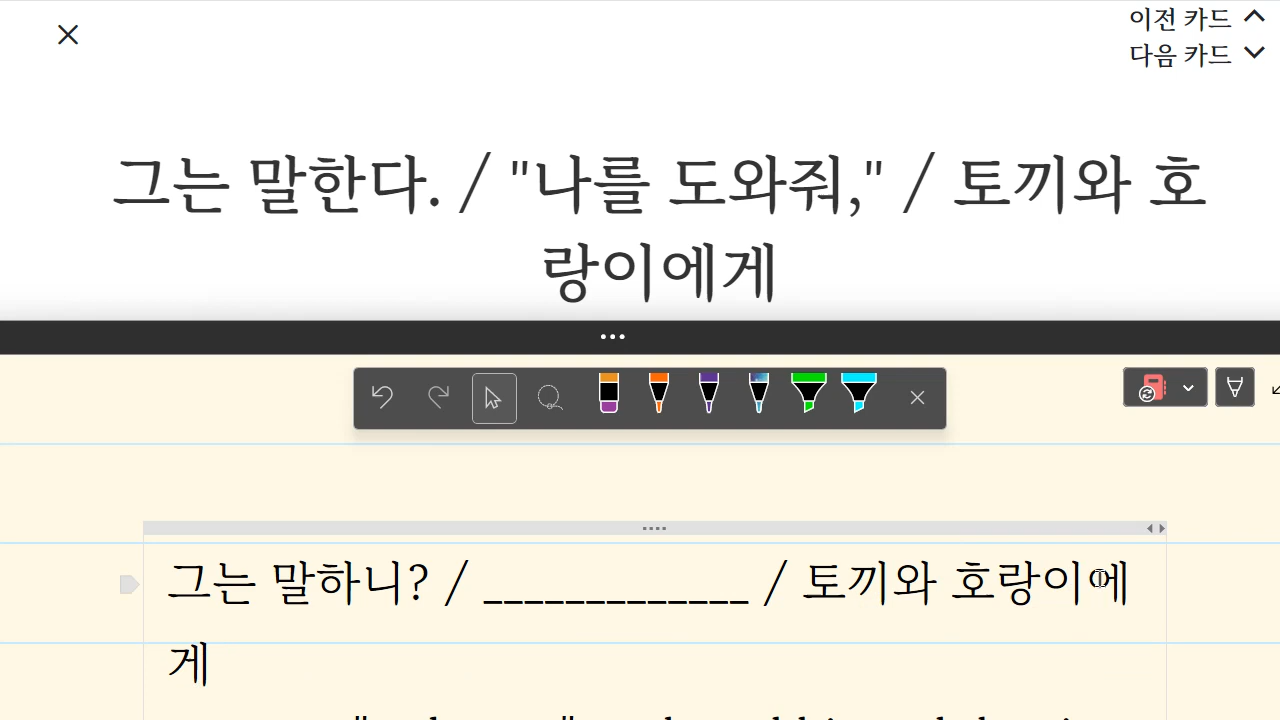 이전 카드
다음 카드
그는 말한다. / "나를 도와줘," / 토끼와 호
랑이에게
그는 말하니? / _____________ / 토끼와 호랑이에
게